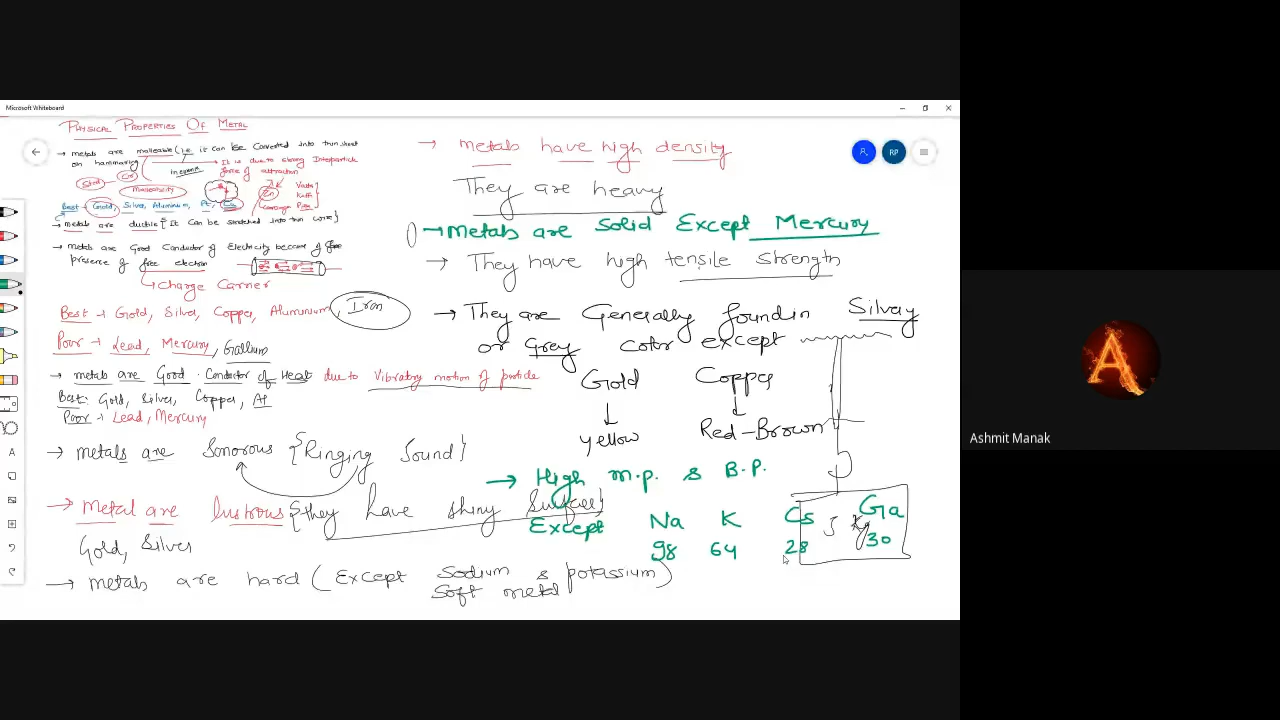 Microsoft Whiteboard
PHYSICAL PROPERTIES OF METAL
→ metals are malleable (i.e it can be converted into thin sheet
on hammering
→ It is due to strong Interparticle
force of attraction
Malleability
Zn
Best → Gold, Silver, Aluminium, Pt,
→ metals are ductile { It can be stretched into thin wire }
→ metals are Good Conductor of Electricity because of free
presence of free electron
→ Charge Carrier
Best → Gold, Silver, Copper, Aluminium, Iron
Poor → Lead, Mercury, Gallium
→ metals are Good Conductor of Heat due to Vibratory motion of particle
Best: Gold, Silver, Copper, Al
Poor → Lead, Mercury
→ metals are Sonorous {Ringing Sound}
→ Metal are lustrous {they have shiny Surface}
Gold, Silver
→ metals are hard (Except Sodium & potassium)
Soft metal
→ metals have high density
They are heavy
→ Metals are Solid Except Mercury
→ They have high tensile strength
→ They are Generally found in Silvery
or Grey Color except
Gold Copper
↓ ↓
yellow Red-Brown
→ High m.p. & B.P.
Except Na K Cs Ga
98 64 28 30
5 kg
RP
A
Ashmit Manak